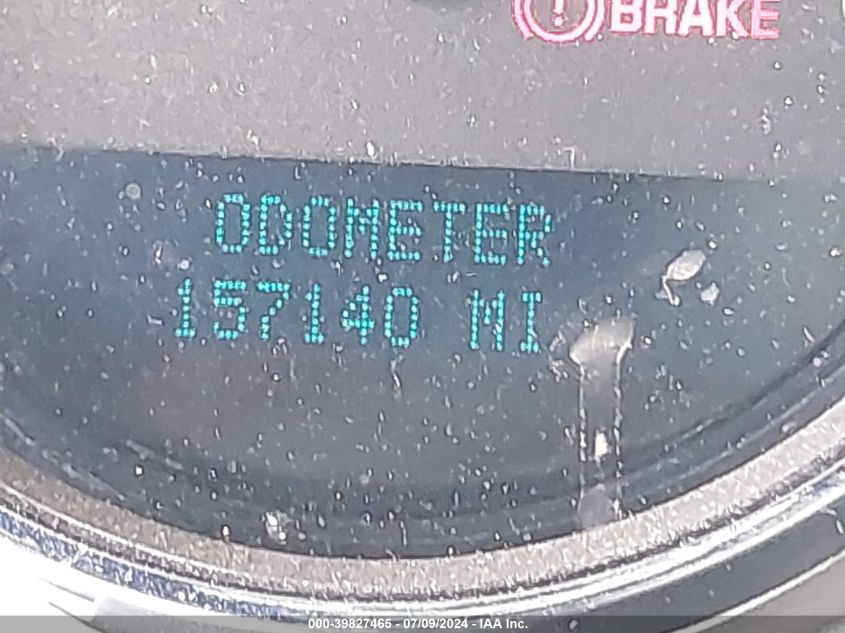 BRAKE
ODOMETER
157140 MI
000-39827465 - 07/09/2024 - IAA Inc.